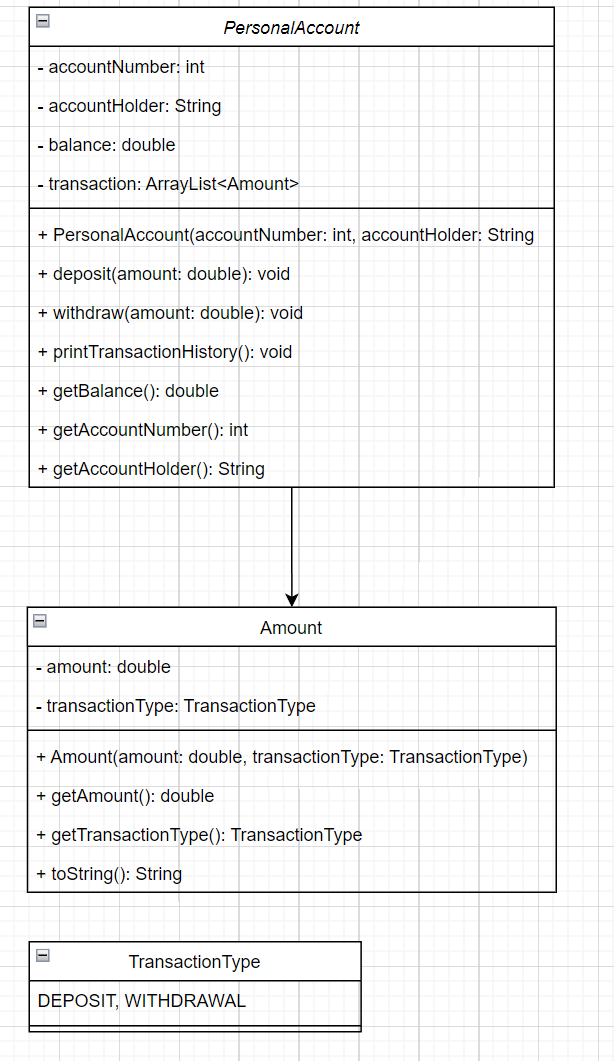 PersonalAccount
- accountNumber: int
- accountHolder: String
- balance: double
- transaction: ArrayList<Amount>
+ PersonalAccount(accountNumber: int, accountHolder: String
+ deposit(amount: double): void
+ withdraw(amount: double): void
+ printTransactionHistory(): void
+ getBalance(): double
+ getAccountNumber(): int
+ getAccountHolder(): String
Amount
- amount: double
- transactionType: TransactionType
+ Amount(amount: double, transactionType: TransactionType)
+ getAmount(): double
+ getTransactionType(): TransactionType
+ toString(): String
TransactionType
DEPOSIT, WITHDRAWAL